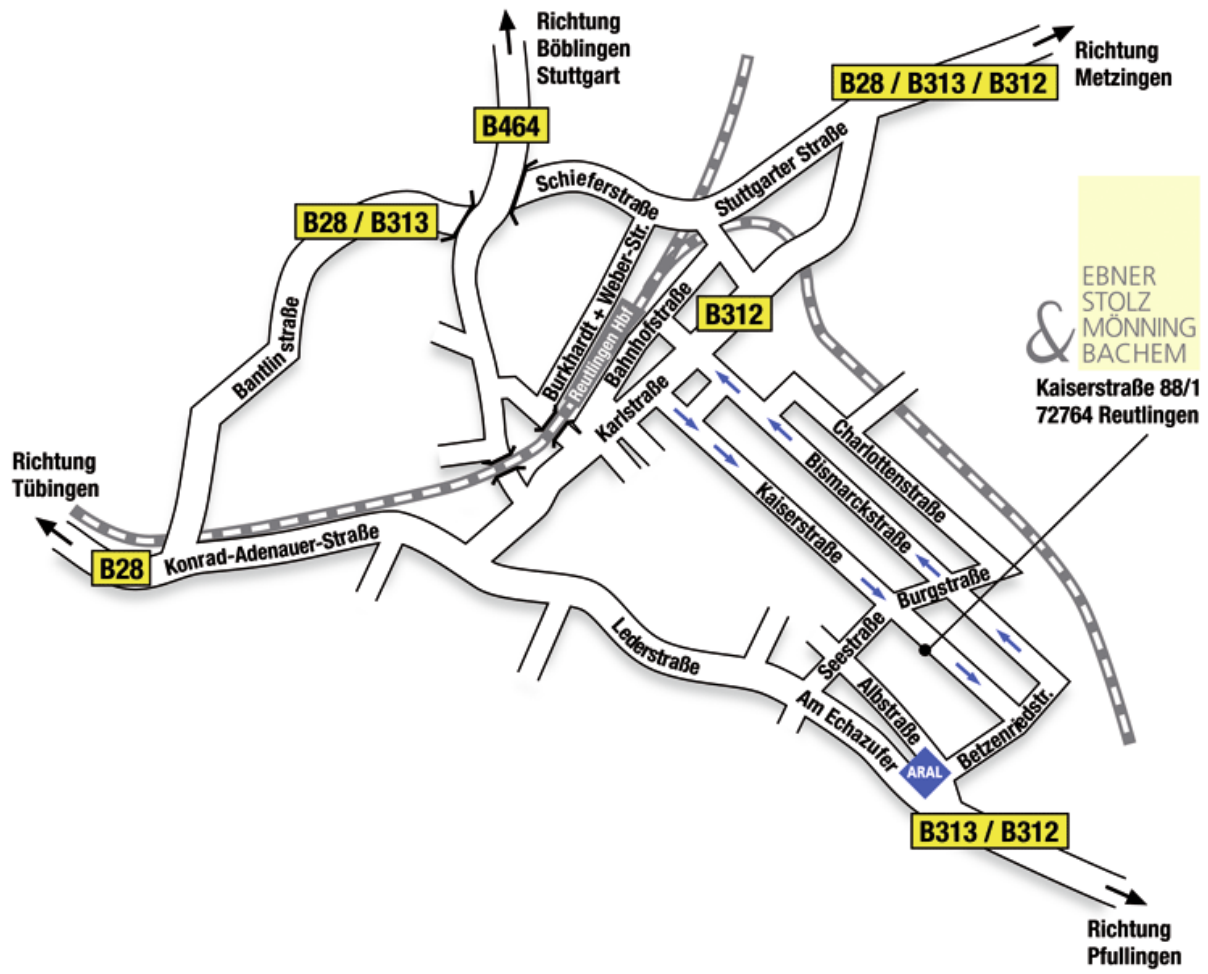 Richtung
Böblingen
Stuttgart
Richtung
Metzingen
B28 / B313 / B312
B464
Schieferstraße
Stuttgarter Straße
B28 / B313
Burkhardt + Weber-Str.
Reutlingen Hbf
Bahnhofstraße
B312
EBNER
STOLZ
& MÖNNING
BACHEM
Kaiserstraße 88/1
72764 Reutlingen
Bantlin straße
Karlstraße
Charlottenstraße
Bismarckstraße
Kaiserstraße
Richtung
Tübingen
B28
Konrad-Adenauer-Straße
Burgstraße
Lederstraße
Seestraße
Albstraße
Am Echazufer
Betzenriedstr.
ARAL
B313 / B312
Richtung
Pfullingen